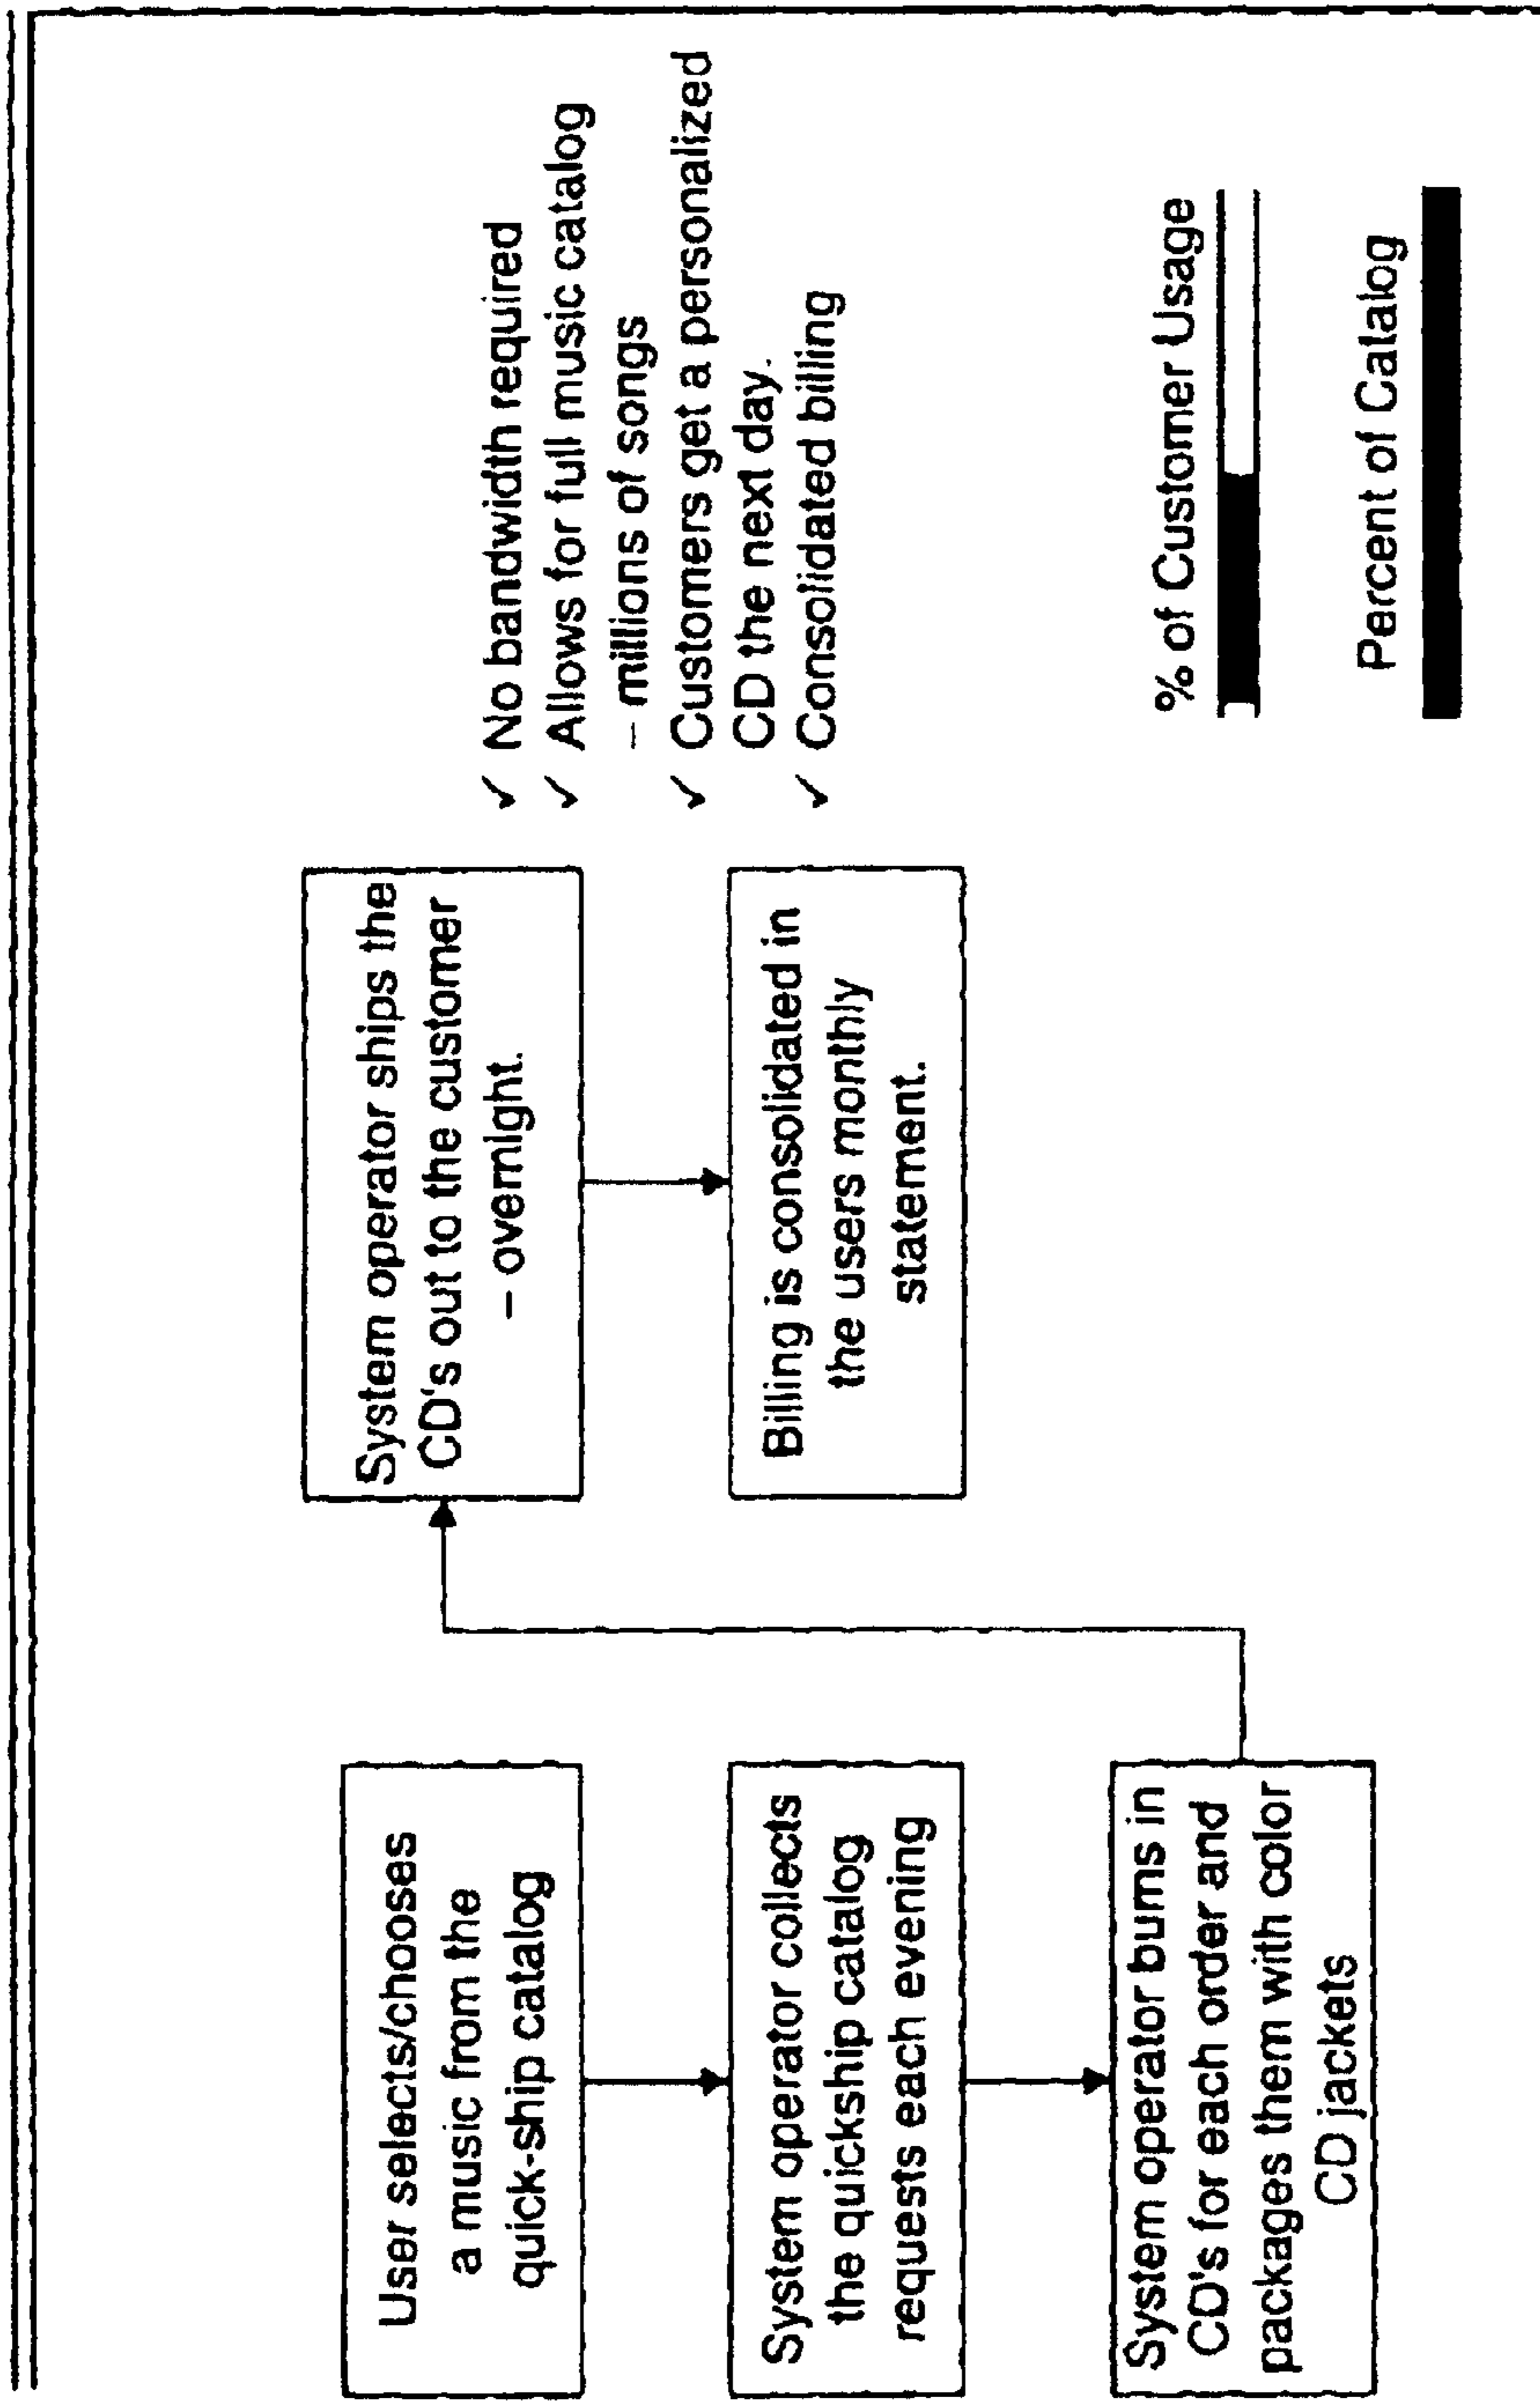 User selects/chooses
a music from the
quick-ship catalog
System operator collects
the quickship catalog
requests each evening
System operator burns in
CD's for each order and
packages them with color
CD jackets
System operator ships the
CD's out to the customer
– overnight.
Billing is consolidated in
the users monthly
statement.
✓ No bandwidth required
✓ Allows for full music catalog
– millions of songs
✓ Customers get a personalized
CD the next day.
✓ Consolidated billing
% of Customer Usage
Percent of Catalog